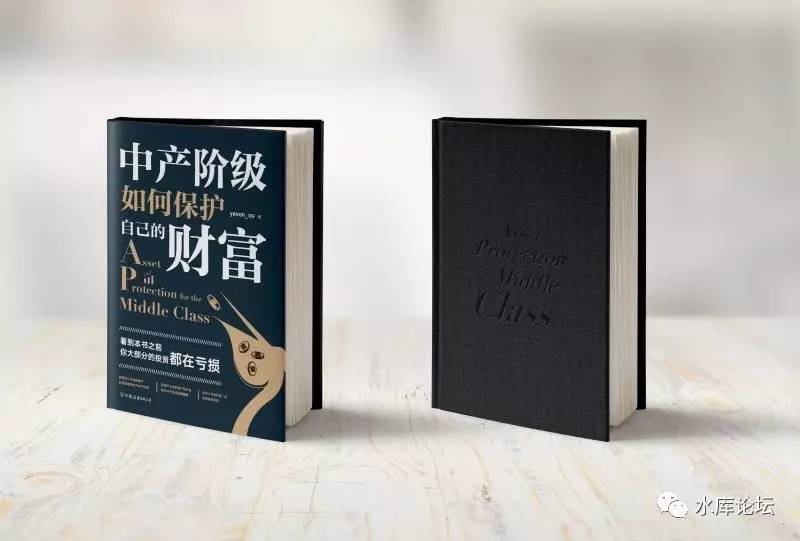 中产阶级
如何保护
yevon_ou 著
自己的财富
Asset
Protection for the
Middle Class
看到本书之前
你大部分的投资都在亏损
Asset
Protection
Middle
Class
水库论坛